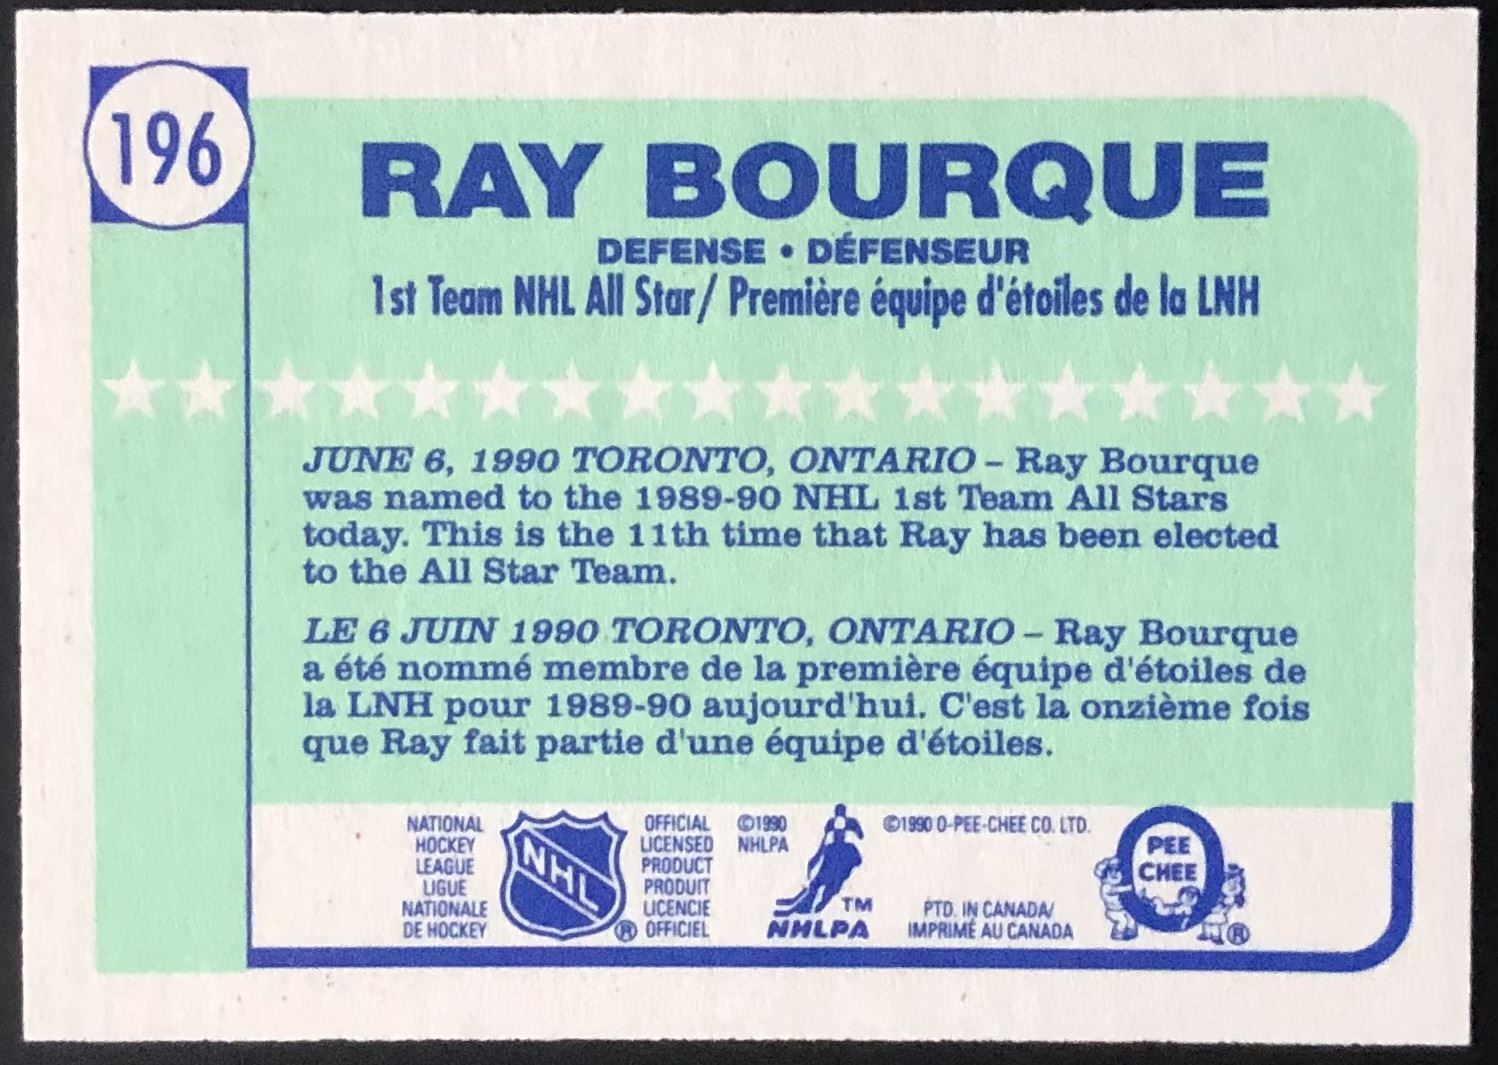 196
RAY BOURQUE
DEFENSE • DÉFENSEUR
1st Team NHL All Star/ Première équipe d'étoiles de la LNH
JUNE 6, 1990 TORONTO, ONTARIO – Ray Bourque
was named to the 1989-90 NHL 1st Team All Stars
today. This is the 11th time that Ray has been elected
to the All Star Team.
LE 6 JUIN 1990 TORONTO, ONTARIO – Ray Bourque
a été nommé membre de la première équipe d'étoiles de
la LNH pour 1989-90 aujourd'hui. C'est la onzième fois
que Ray fait partie d'une équipe d'étoiles.
NATIONAL
HOCKEY
LEAGUE
LIGUE
NATIONALE
DE HOCKEY
NHL
®
OFFICIAL
LICENSED
PRODUCT
PRODUIT
LICENCIE
OFFICIEL
©1990
NHLPA
TM
NHLPA
©1990 O-PEE-CHEE CO. LTD.
PTD. IN CANADA/
IMPRIMÉ AU CANADA
O
PEE
CHEE
®